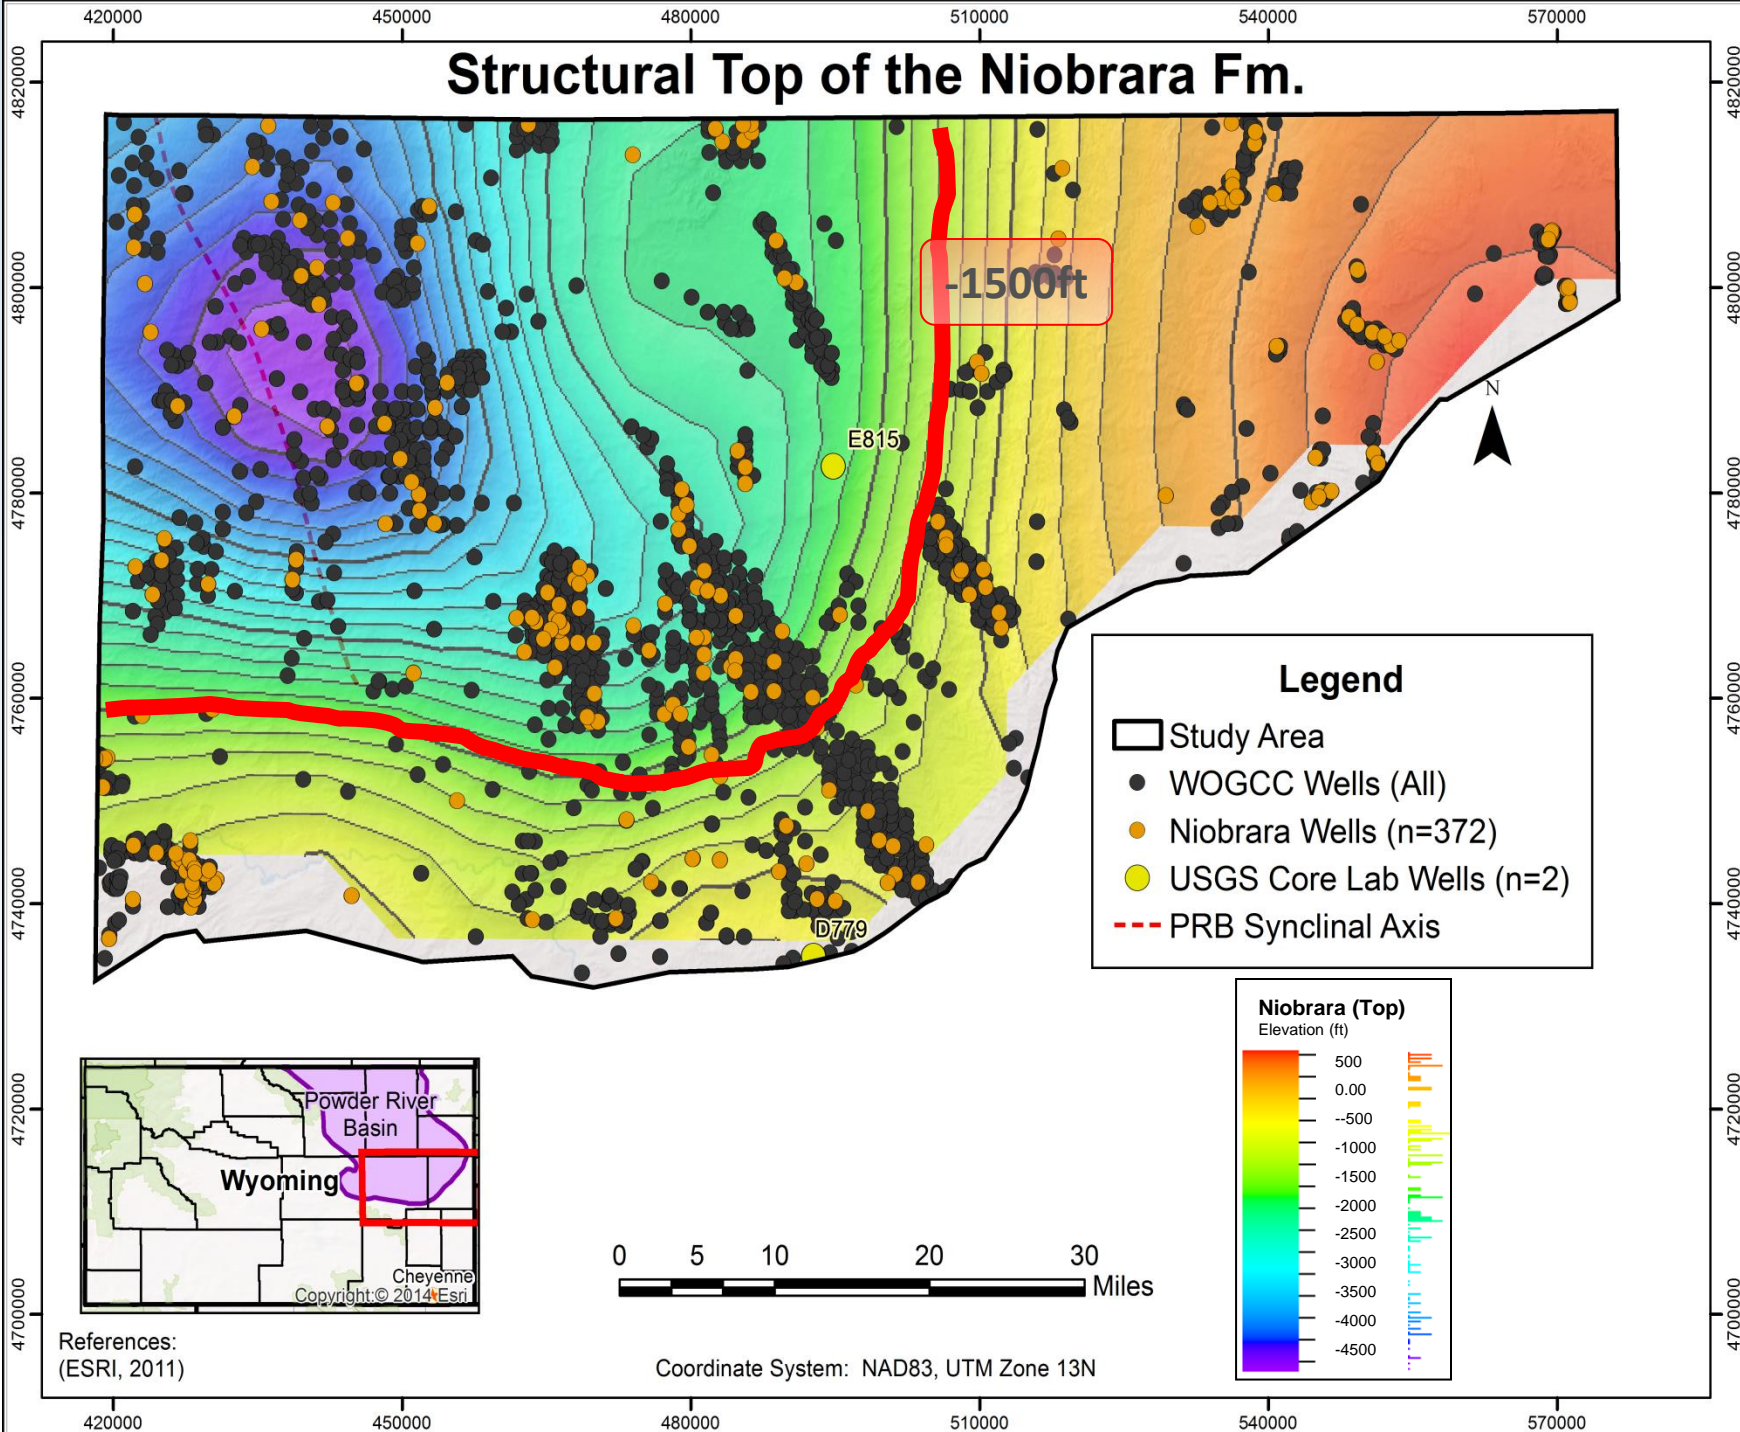 420000 450000 480000 510000 540000 570000
Structural Top of the Niobrara Fm.
4820000 4820000
4800000 4800000
4780000 4780000
4760000 4760000
4740000 4740000
4720000 4720000
4700000 4700000
-1500ft
E815
D779
N
Legend
Study Area
WOGCC Wells (All)
Niobrara Wells (n=372)
USGS Core Lab Wells (n=2)
PRB Synclinal Axis
Niobrara (Top)
Elevation (ft)
500
0.00
--500
-1000
-1500
-2000
-2500
-3000
-3500
-4000
-4500
Powder River
Basin
Wyoming
Cheyenne
Copyright:© 2014 Esri
0 5 10 20 30
Miles
References:
(ESRI, 2011)
Coordinate System: NAD83, UTM Zone 13N
420000 450000 480000 510000 540000 570000